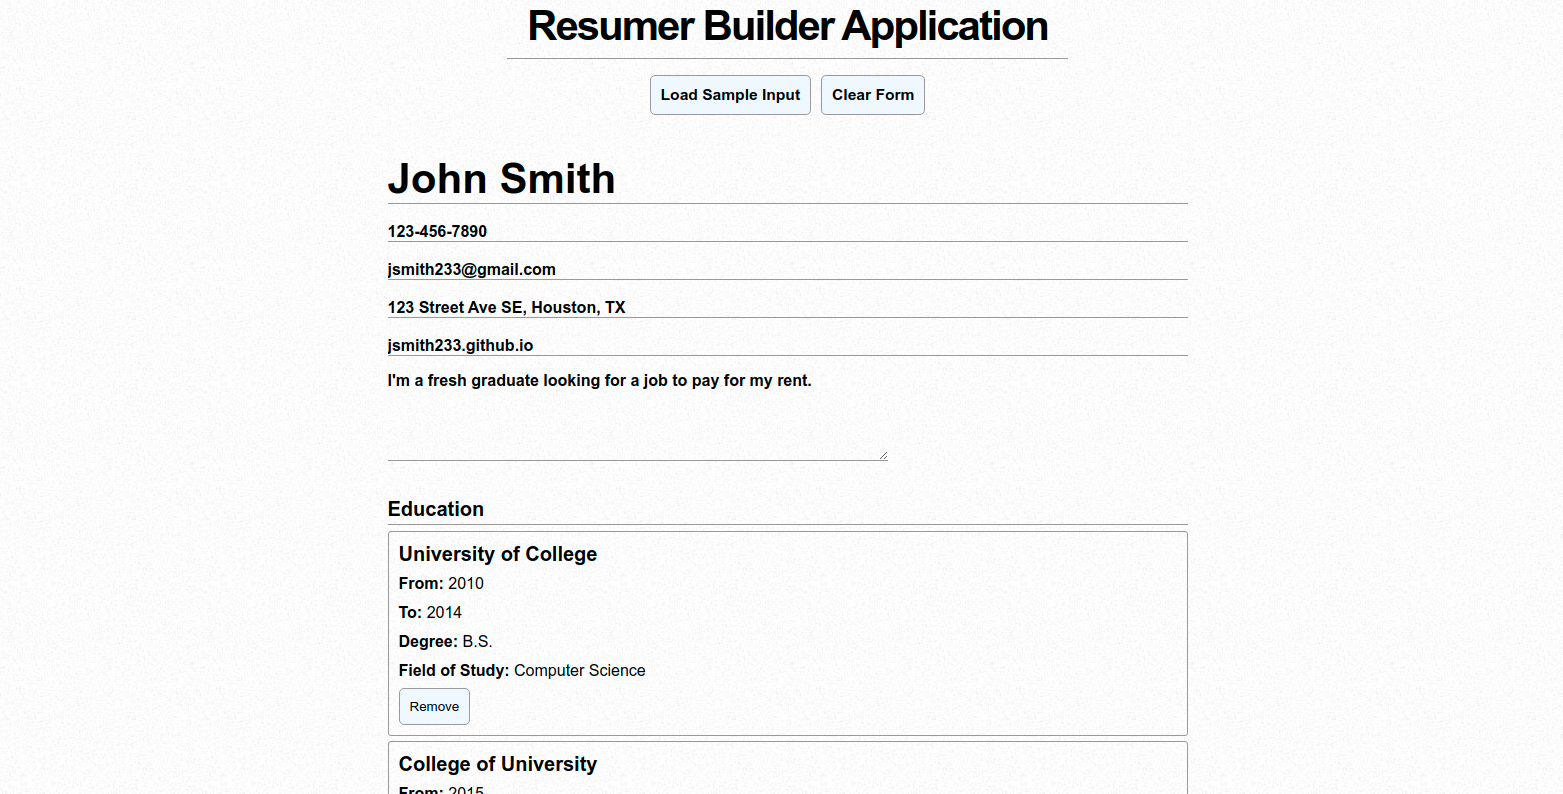 Resumer Builder Application
Load Sample Input
Clear Form
John Smith
123-456-7890
jsmith233@gmail.com
123 Street Ave SE, Houston, TX
jsmith233.github.io
I'm a fresh graduate looking for a job to pay for my rent.
Education
University of College
From: 2010
To: 2014
Degree: B.S.
Field of Study: Computer Science
Remove
College of University
From: 2015